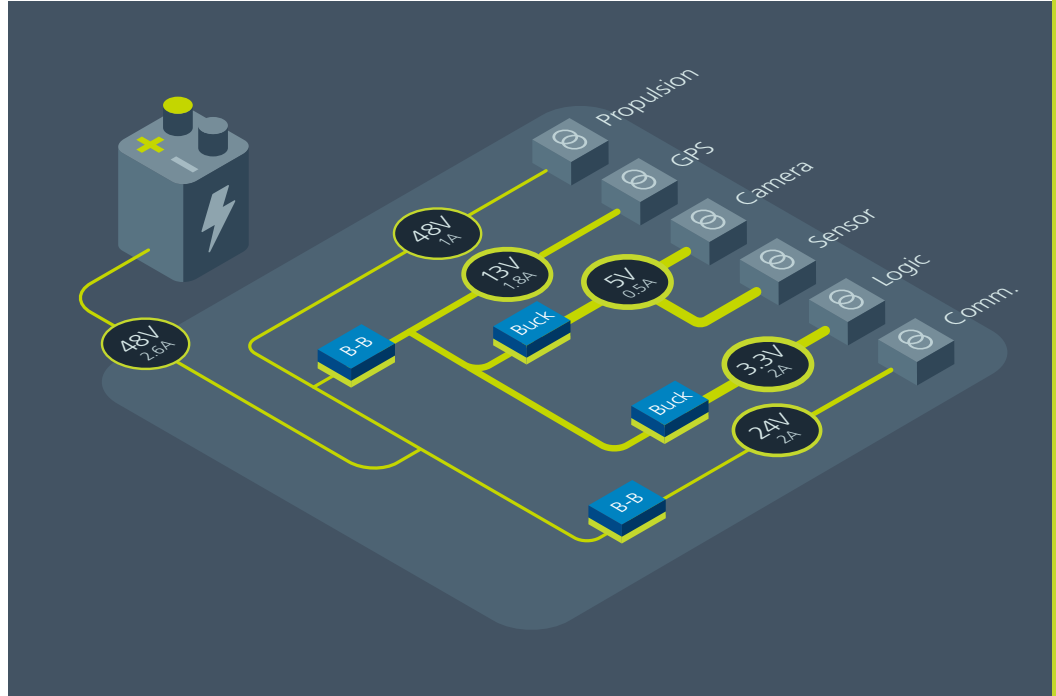 Propulsion
GPS
Camera
Sensor
Logic
Comm.
48V
1A
13V
1.8A
5V
0.5A
48V
2.6A
B-B
Buck
3.3V
2A
Buck
24V
2A
B-B